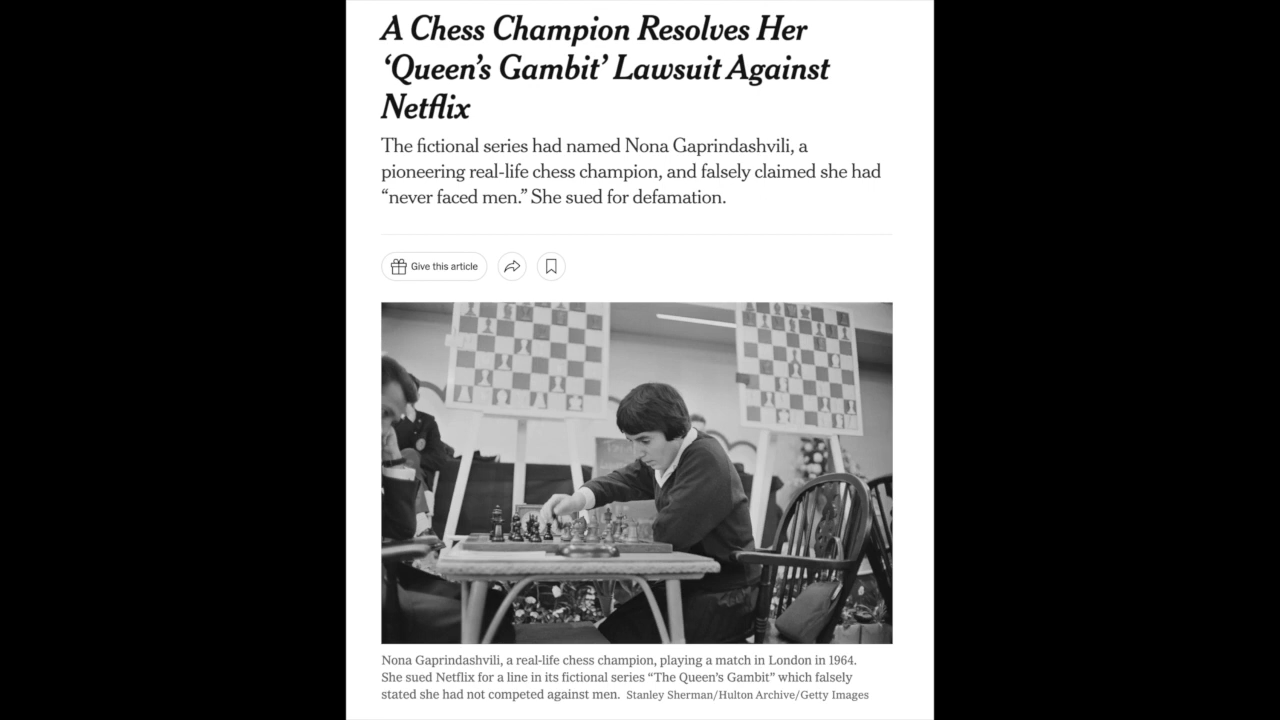 A Chess Champion Resolves Her
‘Queen’s Gambit’ Lawsuit Against
Netflix
The fictional series had named Nona Gaprindashvili, a
pioneering real-life chess champion, and falsely claimed she had
“never faced men.” She sued for defamation.
Give this article
Nona Gaprindashvili, a real-life chess champion, playing a match in London in 1964.
She sued Netflix for a line in its fictional series “The Queen’s Gambit” which falsely
stated she had not competed against men. Stanley Sherman/Hulton Archive/Getty Images